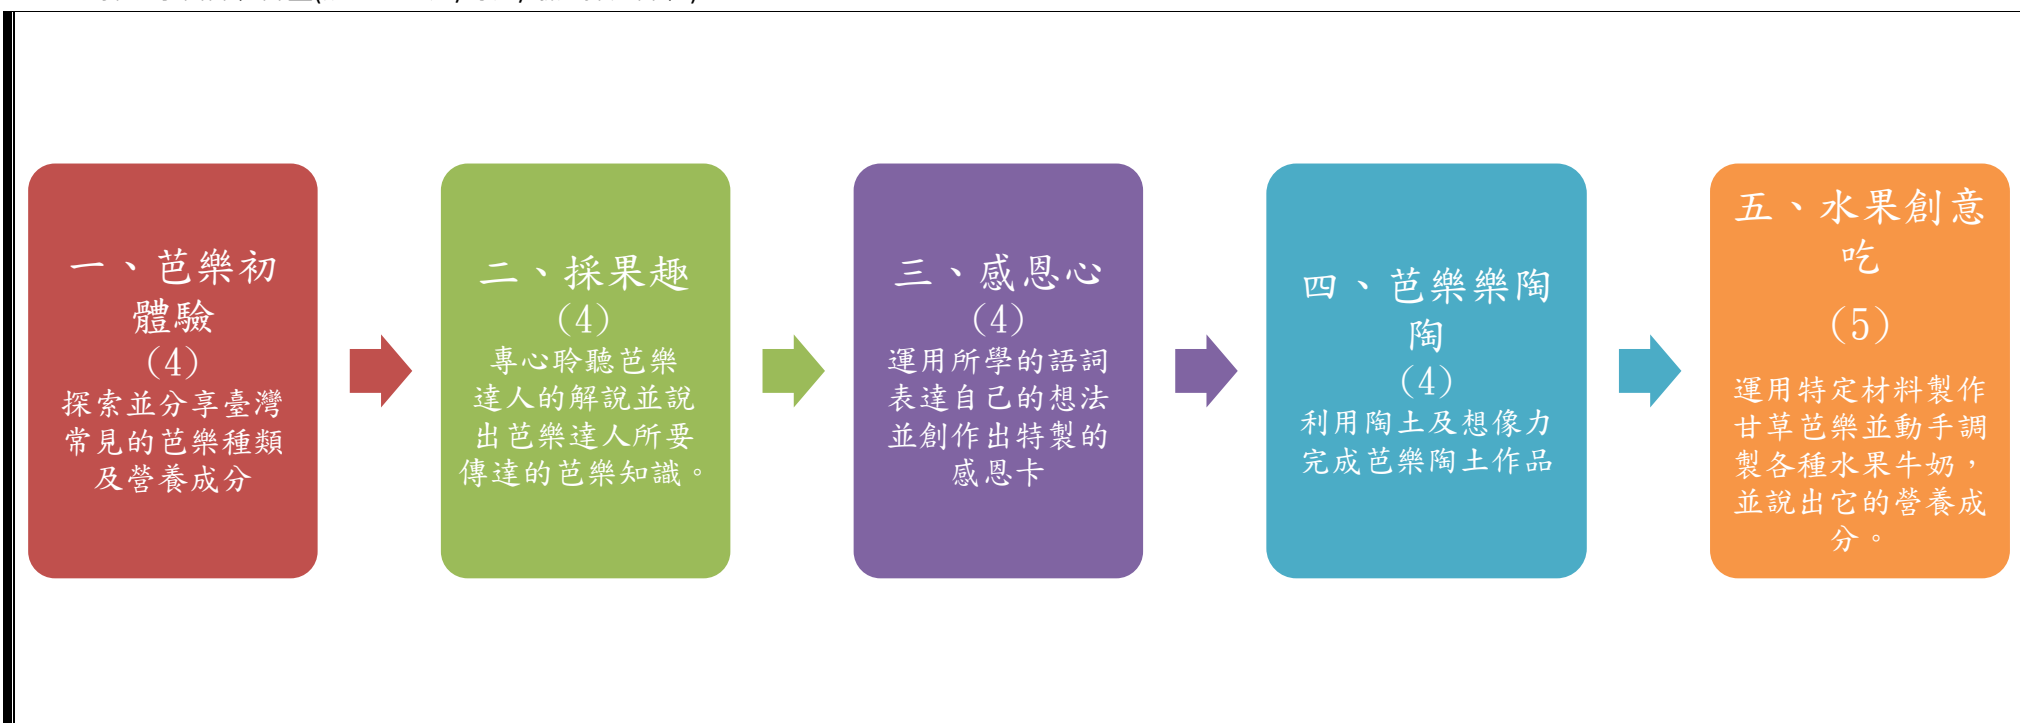 一、芭樂初
體驗
(4)
探索並分享臺灣
常見的芭樂種類
及營養成分
二、採果趣
(4)
專心聆聽芭樂
達人的解說並說
出芭樂達人所要
傳達的芭樂知識。
三、感恩心
(4)
運用所學的語詞
表達自己的想法
並創作出特製的
感恩卡
四、芭樂樂陶
陶
(4)
利用陶土及想像力
完成芭樂陶土作品
五、水果創意
吃
(5)
運用特定材料製作
甘草芭樂並動手調
製各種水果牛奶，
並說出它的營養成
分。